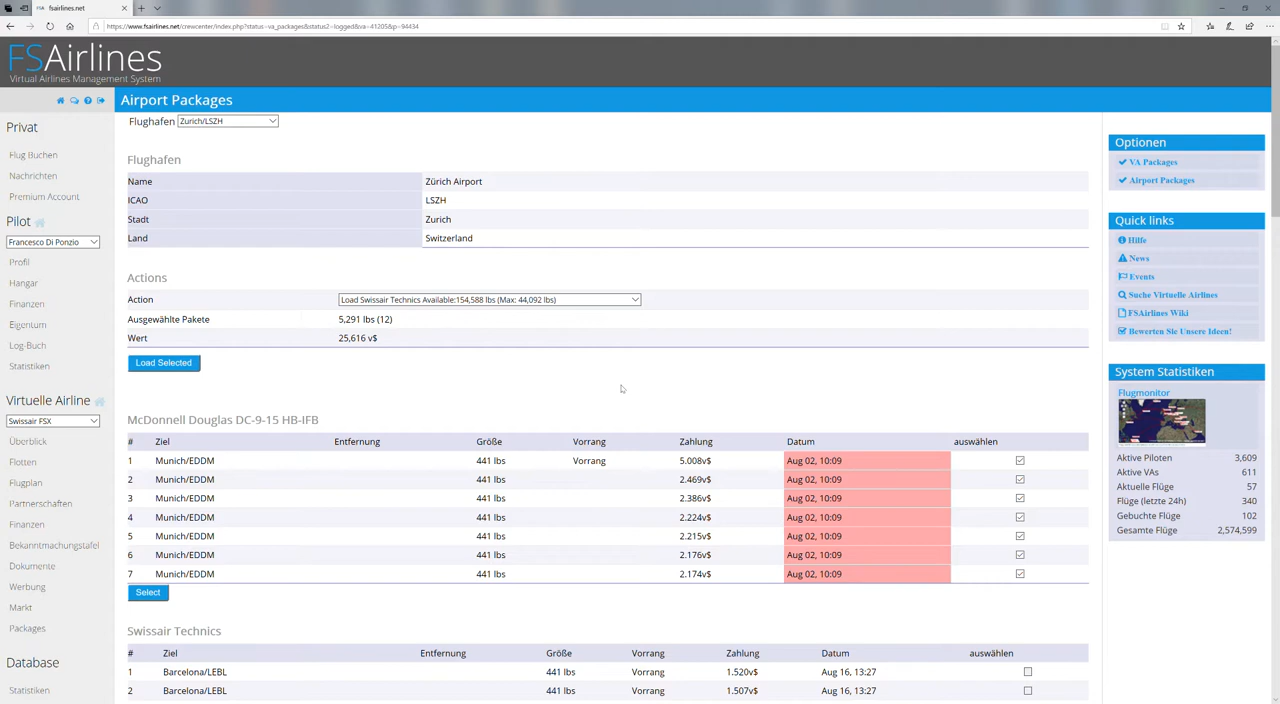 fsairlines.net
https://www.fsairlines.net/crewcenter/index.php?status=va_packages&status2=logged&va=41205&p=94434
FSAirlines
Virtual Airlines Management System
Airport Packages
Privat
Flug Buchen
Nachrichten
Premium Account
Pilot
Francesco Di Ponzio
Profil
Hangar
Finanzen
Eigentum
Log-Buch
Statistiken
Virtuelle Airline
Swissair FSX
Überblick
Flotten
Flugplan
Partnerschaften
Finanzen
Bekanntmachungstafel
Dokumente
Werbung
Markt
Packages
Database
Statistiken
Flughafen Zurich/LSZH
Flughafen
Name Zürich Airport
ICAO LSZH
Stadt Zurich
Land Switzerland
Actions
Action Load Swissair Technics Available:154,588 lbs (Max: 44,092 lbs)
Ausgewählte Pakete 5,291 lbs (12)
Wert 25,616 v$
Load Selected
McDonnell Douglas DC-9-15 HB-IFB
# Ziel Entfernung Größe Vorrang Zahlung Datum auswählen
1 Munich/EDDM 441 lbs Vorrang 5.008v$ Aug 02, 10:09
2 Munich/EDDM 441 lbs 2.469v$ Aug 02, 10:09
3 Munich/EDDM 441 lbs 2.386v$ Aug 02, 10:09
4 Munich/EDDM 441 lbs 2.224v$ Aug 02, 10:09
5 Munich/EDDM 441 lbs 2.215v$ Aug 02, 10:09
6 Munich/EDDM 441 lbs 2.176v$ Aug 02, 10:09
7 Munich/EDDM 441 lbs 2.174v$ Aug 02, 10:09
Select
Swissair Technics
# Ziel Entfernung Größe Vorrang Zahlung Datum auswählen
1 Barcelona/LEBL 441 lbs Vorrang 1.520v$ Aug 16, 13:27
2 Barcelona/LEBL 441 lbs Vorrang 1.507v$ Aug 16, 13:27
Optionen
VA Packages
Airport Packages
Quick links
Hilfe
News
Events
Suche Virtuelle Airlines
FSAirlines Wiki
Bewerten Sie Unsere Ideen!
System Statistiken
Flugmonitor
Aktive Piloten 3,609
Aktive VAs 611
Aktuelle Flüge 57
Flüge (letzte 24h) 340
Gebuchte Flüge 102
Gesamte Flüge 2,574,599